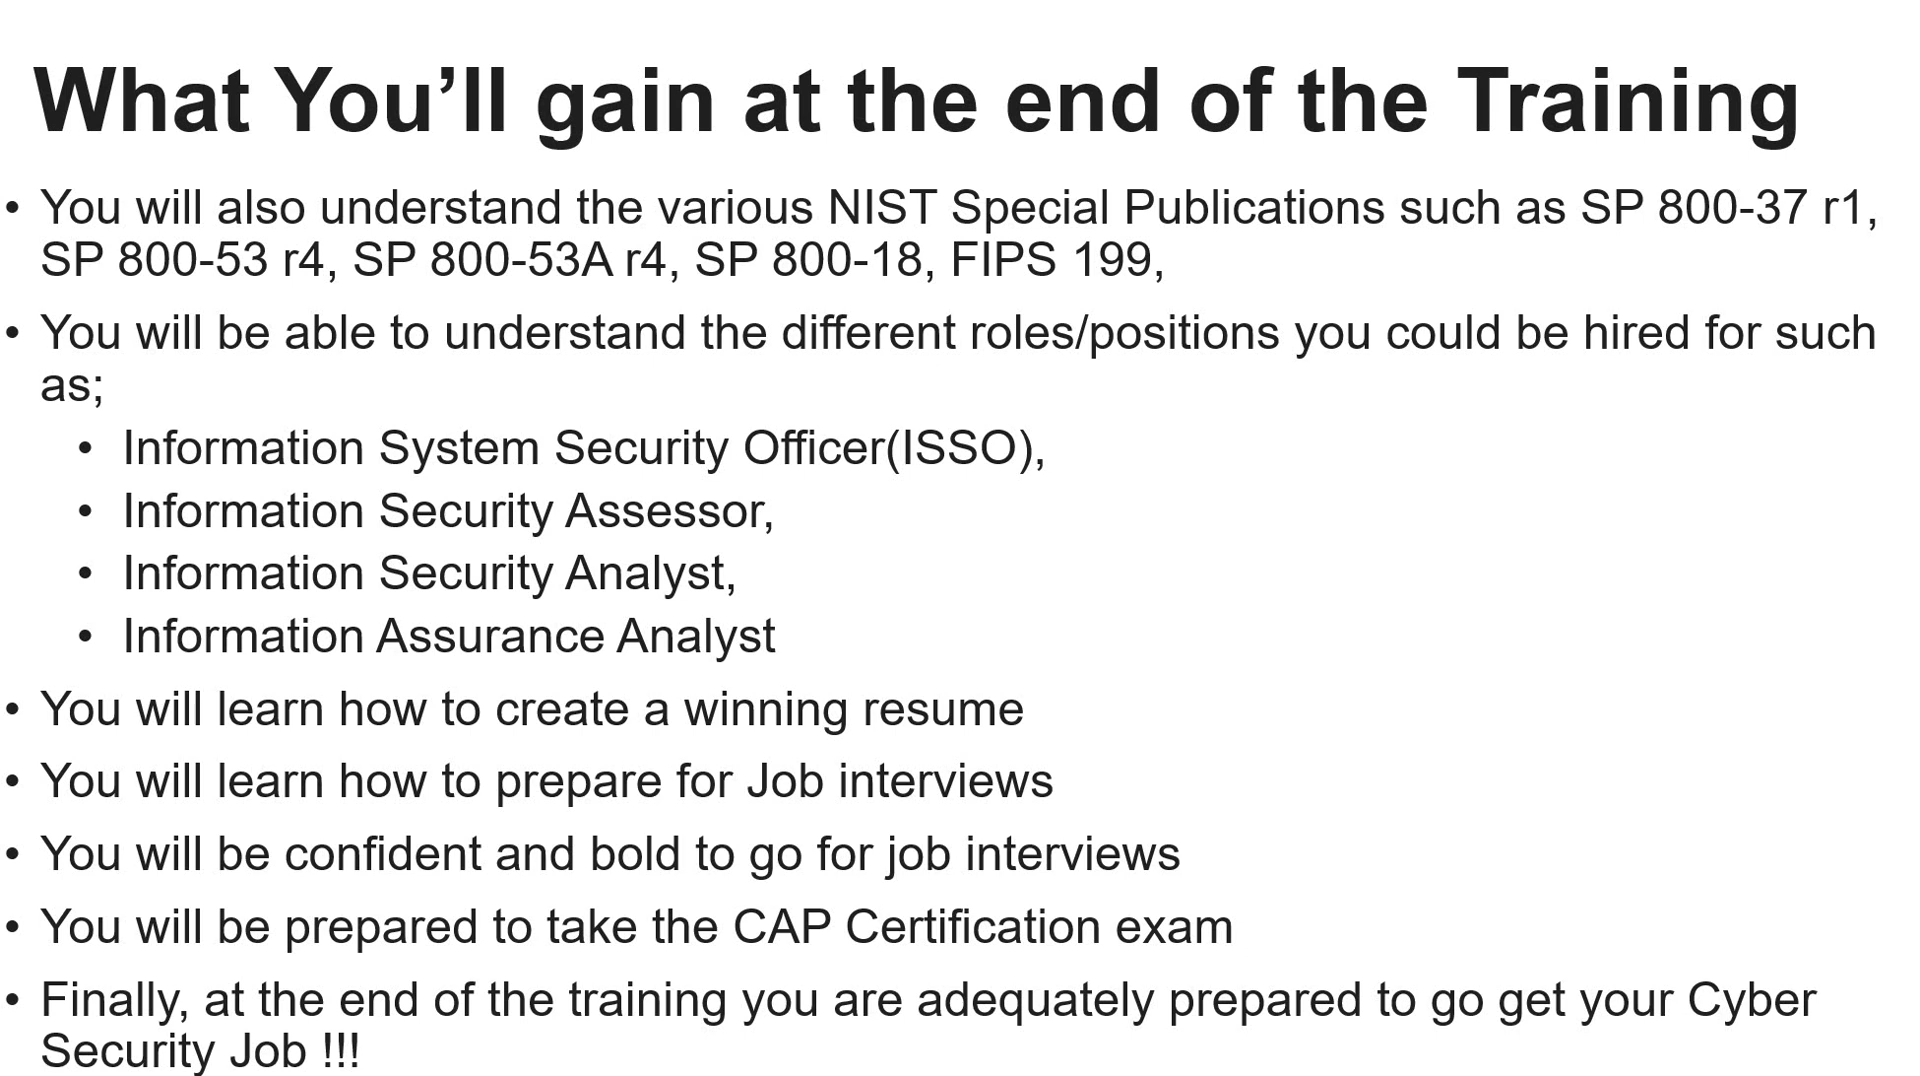 What You’ll gain at the end of the Training
• You will also understand the various NIST Special Publications such as SP 800-37 r1,
SP 800-53 r4, SP 800-53A r4, SP 800-18, FIPS 199,
• You will be able to understand the different roles/positions you could be hired for such
as;
• Information System Security Officer(ISSO),
• Information Security Assessor,
• Information Security Analyst,
• Information Assurance Analyst
• You will learn how to create a winning resume
• You will learn how to prepare for Job interviews
• You will be confident and bold to go for job interviews
• You will be prepared to take the CAP Certification exam
• Finally, at the end of the training you are adequately prepared to go get your Cyber
Security Job !!!